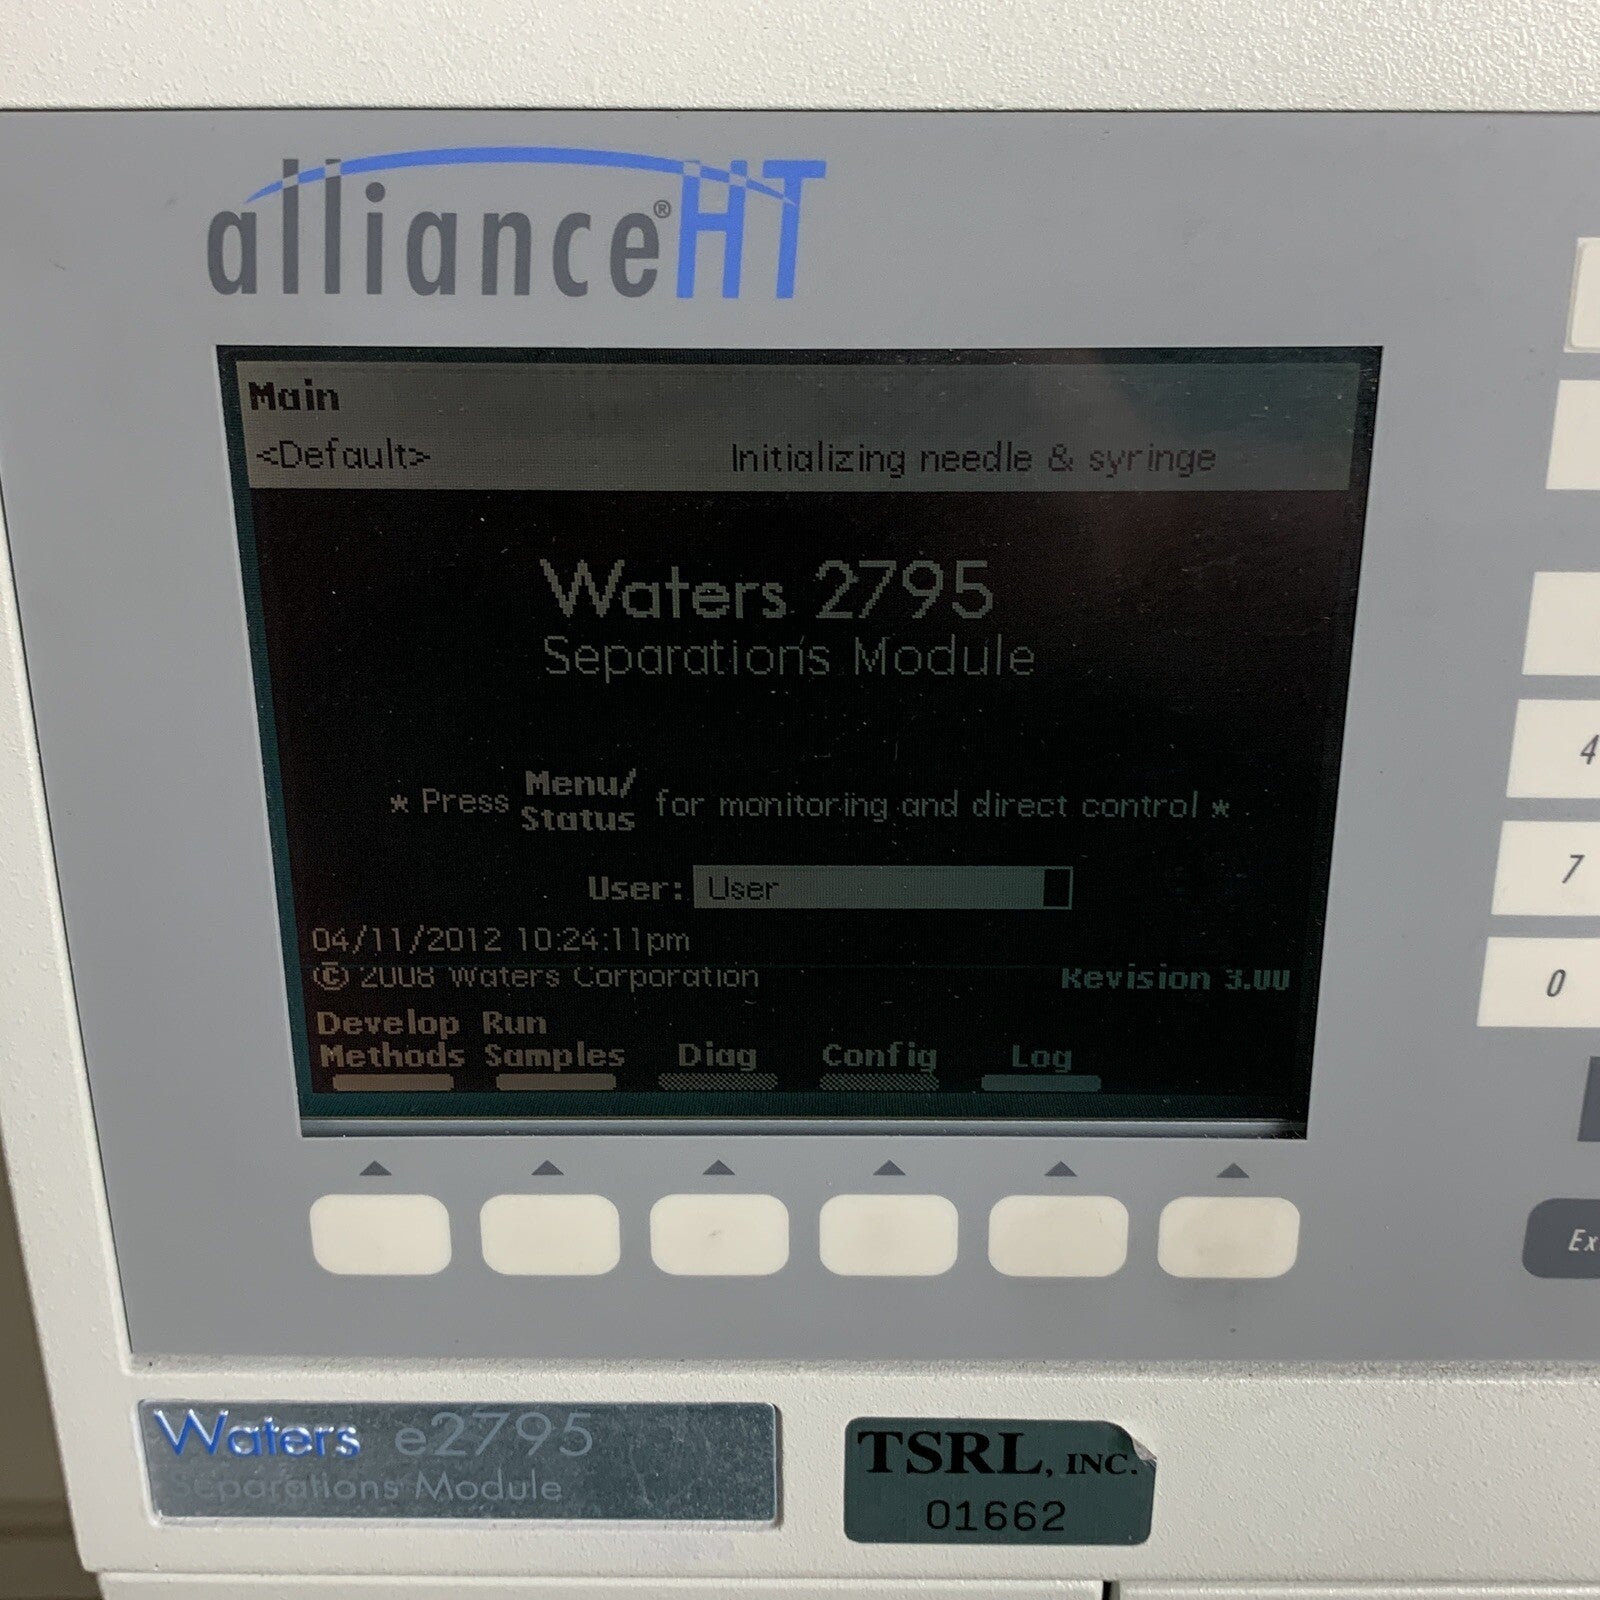 alliance®HT
Main
<Default> Initializing needle & syringe
Waters 2795
Separations Module
* Press Menu/
Status for monitoring and direct control *
User: User
04/11/2012 10:24:11pm
© 2008 Waters Corporation Revision 3.00
Develop Run
Methods Samples Diag Config Log
4
7
0
Waters e2795
Separations Module
TSRL, INC.
01662